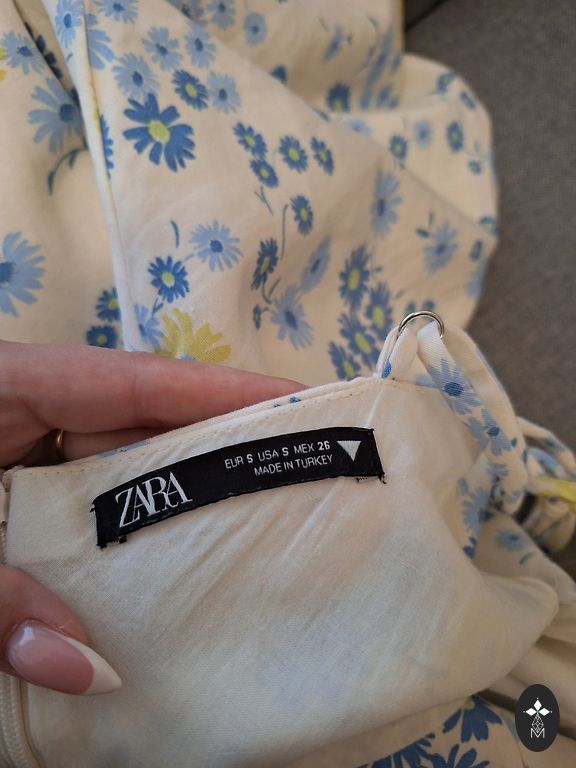 ZARA
EUR S USA S MEX 26
MADE IN TURKEY
M